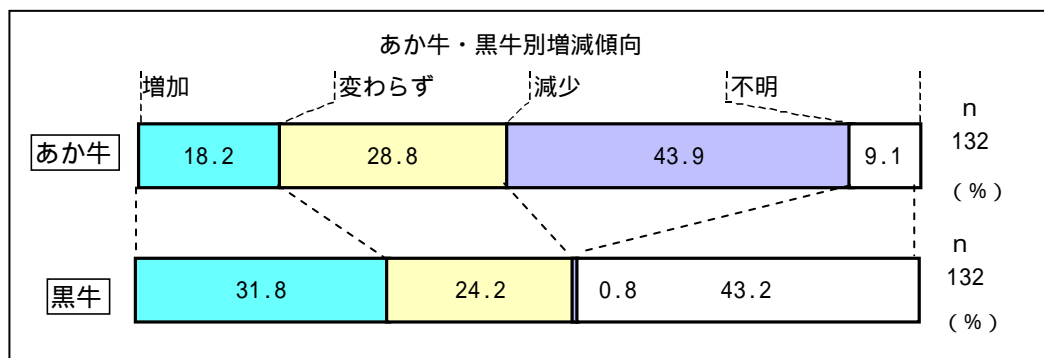 あか牛・黒牛別増減傾向
増加 変わらず 減少 不明
n
あか牛 18.2 28.8 43.9 9.1 132
(%)
n
黒牛 31.8 24.2 0.8 43.2 132
(%)